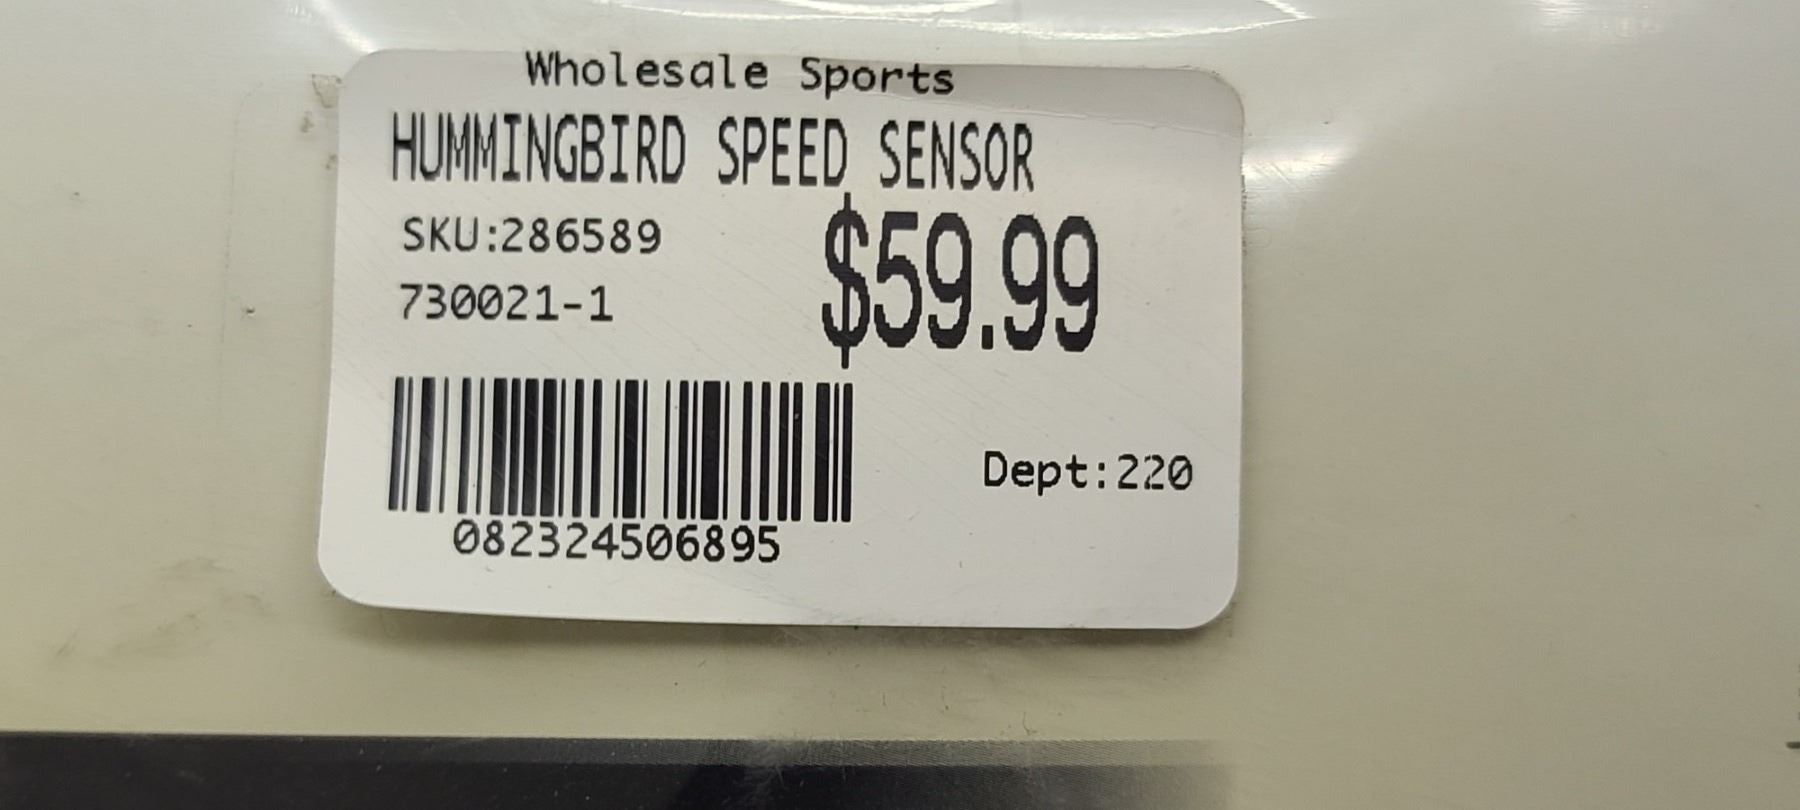 Wholesale Sports
HUMMINGBIRD SPEED SENSOR
SKU:286589
$59.99
730021-1
Dept:220
082324506895